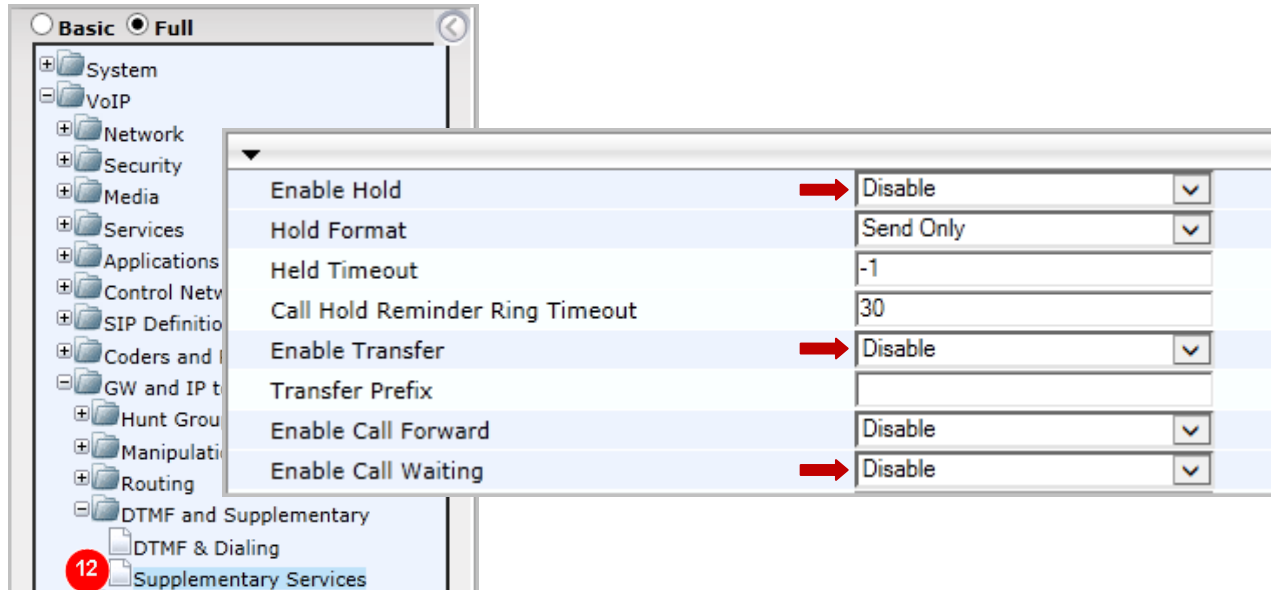 Basic Full
System
VoIP
Network
Security
Media
Services
Applications
Control Netw
SIP Definitio
Coders and
GW and IP t
Hunt Grou
Manipulati
Routing
DTMF and Supplementary
DTMF & Dialing
12 Supplementary Services
Enable Hold Disable
Hold Format Send Only
Held Timeout -1
Call Hold Reminder Ring Timeout 30
Enable Transfer Disable
Transfer Prefix
Enable Call Forward Disable
Enable Call Waiting Disable